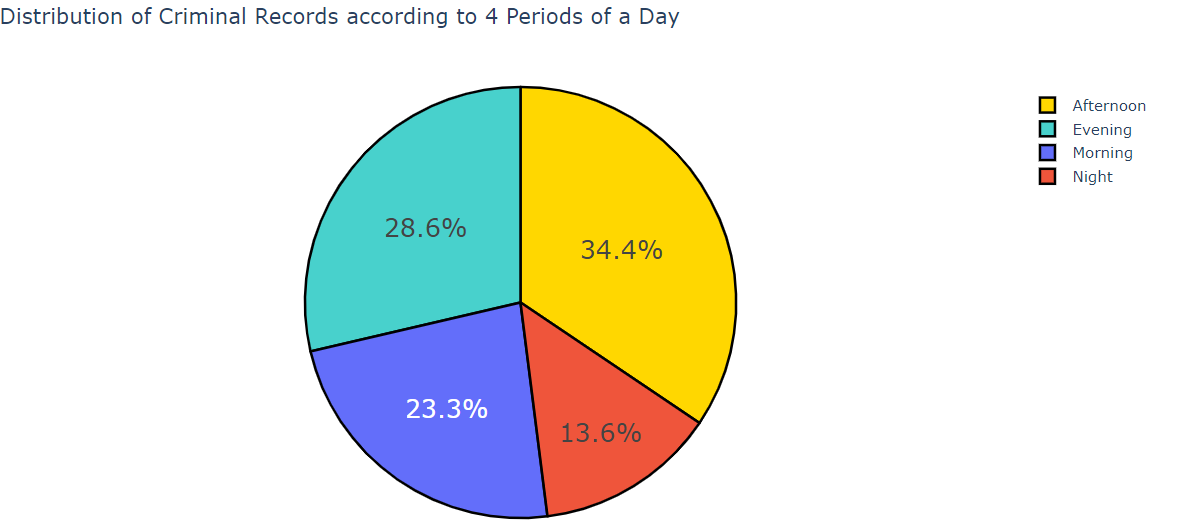 Distribution of Criminal Records according to 4 Periods of a Day
Afternoon
Evening
Morning
Night
28.6%
34.4%
23.3%
13.6%